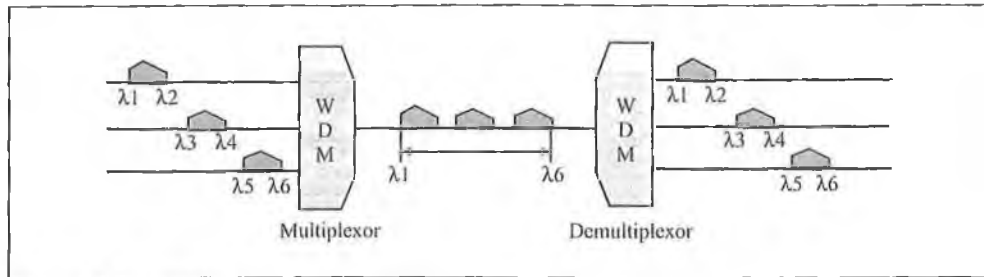 λ1 λ2
λ3 λ4
λ5 λ6
W
D
M
Multiplexor
λ1 λ6
W
D
M
Demultiplexor
λ1 λ2
λ3 λ4
λ5 λ6